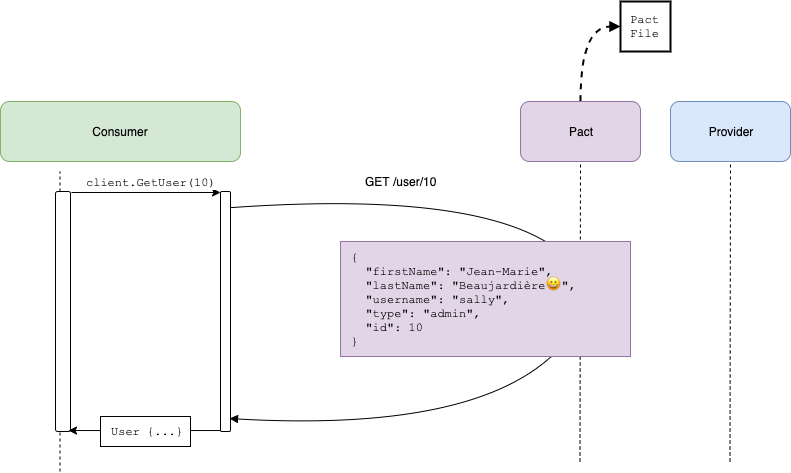 Pact
File
Consumer
Pact
Provider
client.GetUser(10)
GET /user/10
{
"firstName": "Jean-Marie",
"lastName": "Beaujardière😀",
"username": "sally",
"type": "admin",
"id": 10
}
User {...}